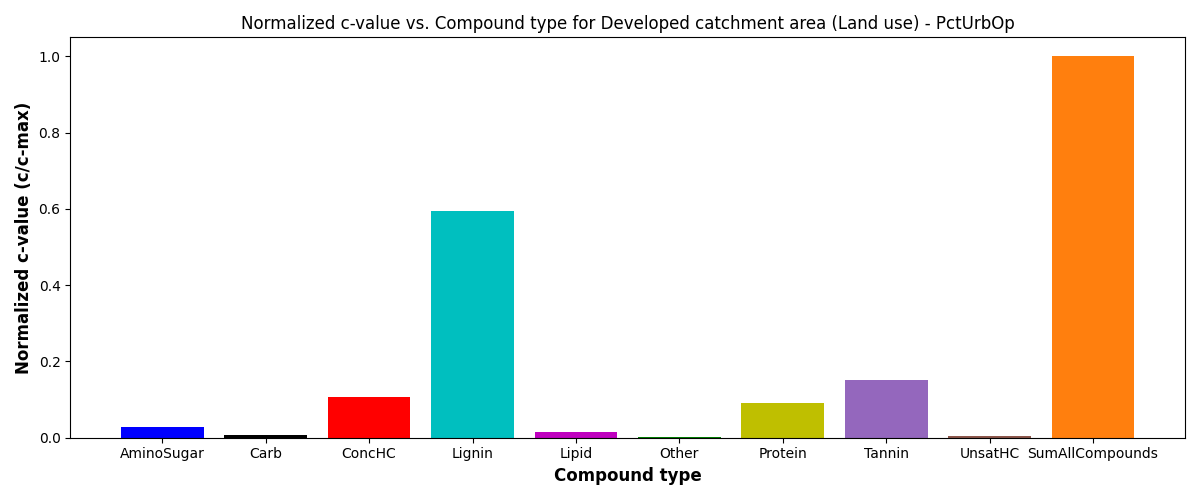 Normalized c-value vs. Compound type for Developed catchment area (Land use) - PctUrbOp
Normalized c-value (c/c-max)
1.0
0.8
0.6
0.4
0.2
0.0
AminoSugar Carb ConcHC Lignin Lipid Other Protein Tannin UnsatHC SumAllCompounds
Compound type